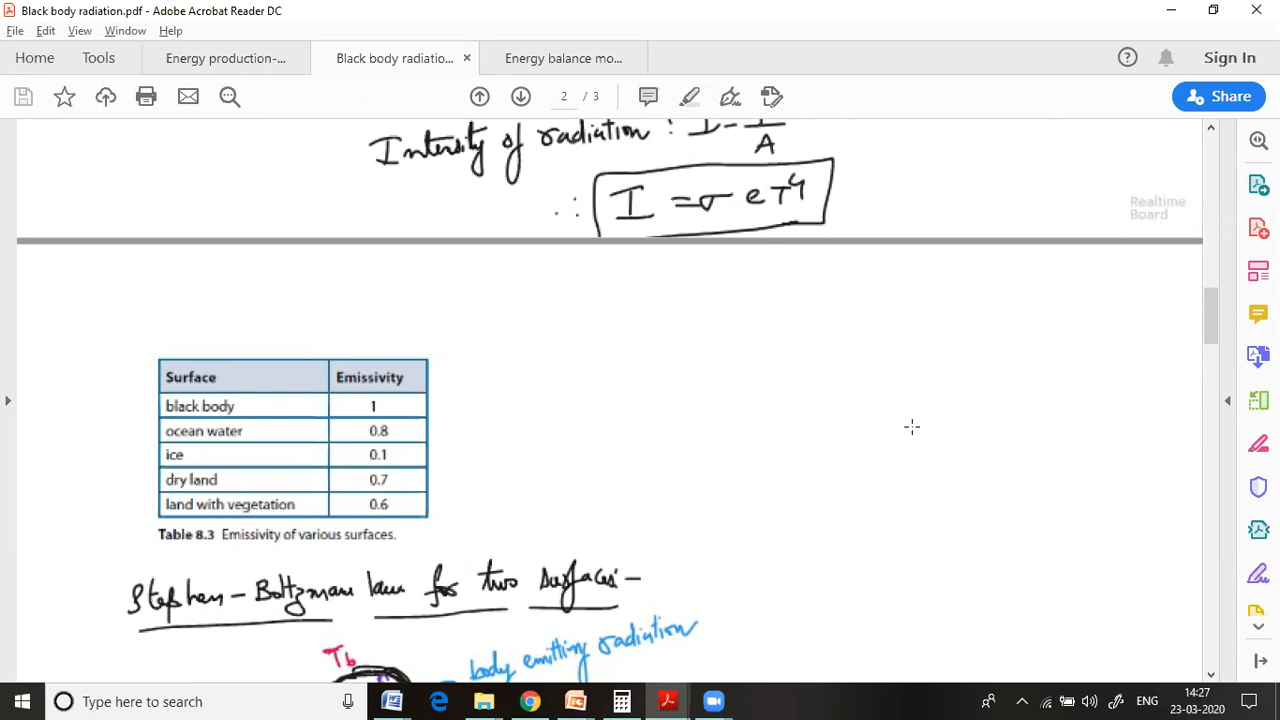 Black body radiation.pdf - Adobe Acrobat Reader DC
File Edit View Window Help
Home Tools Energy production-... Black body radiatio... × Energy balance mo... Sign In
2 / 3 Share
Intensity of radiation : I = I
A
∴ I = σ e T⁴
Realtime
Board
Surface Emissivity
black body 1
ocean water 0.8
ice 0.1
dry land 0.7
land with vegetation 0.6
Table 8.3 Emissivity of various surfaces.
Stephen - Boltzman law for two surfaces -
Tb body emitting radiation
Type here to search ENG 14:27
23-03-2020